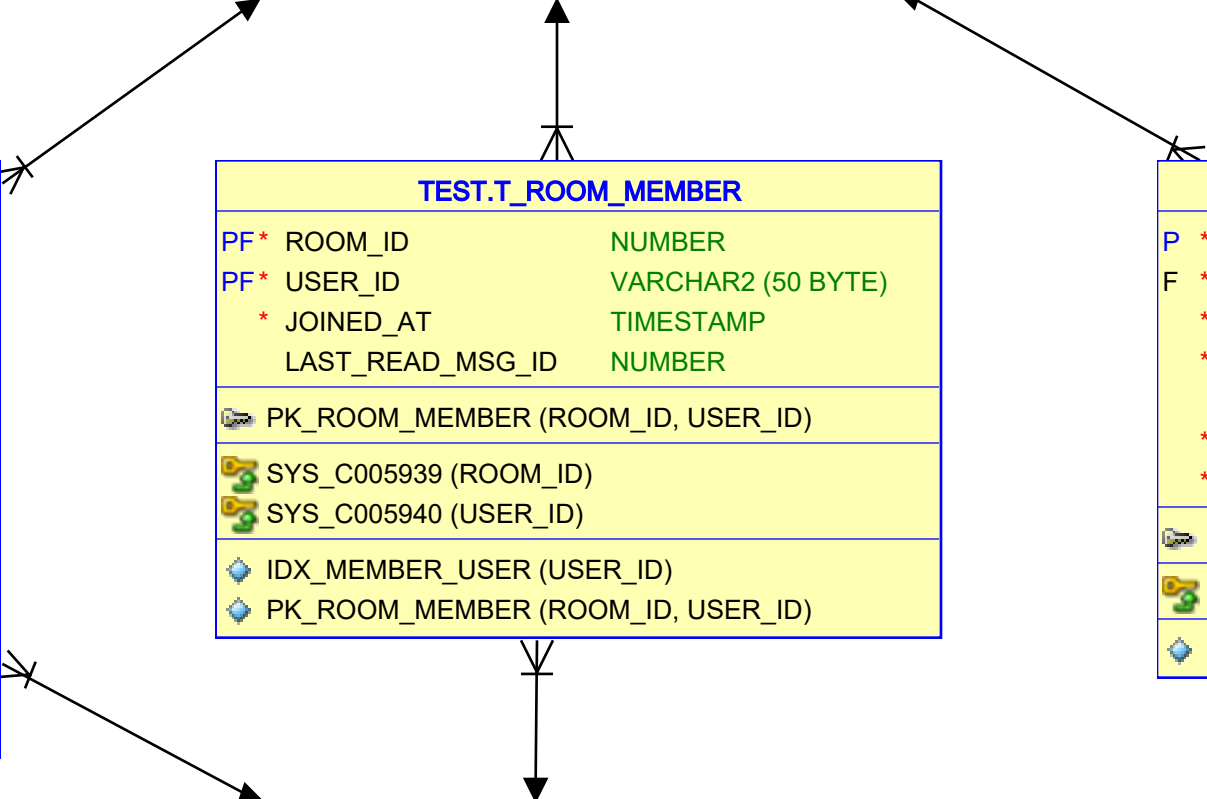 TEST.T_ROOM_MEMBER
PF * ROOM_ID NUMBER
PF * USER_ID VARCHAR2 (50 BYTE)
* JOINED_AT TIMESTAMP
LAST_READ_MSG_ID NUMBER
PK_ROOM_MEMBER (ROOM_ID, USER_ID)
SYS_C005939 (ROOM_ID)
SYS_C005940 (USER_ID)
IDX_MEMBER_USER (USER_ID)
PK_ROOM_MEMBER (ROOM_ID, USER_ID)
P *
F *
*
*
*
*